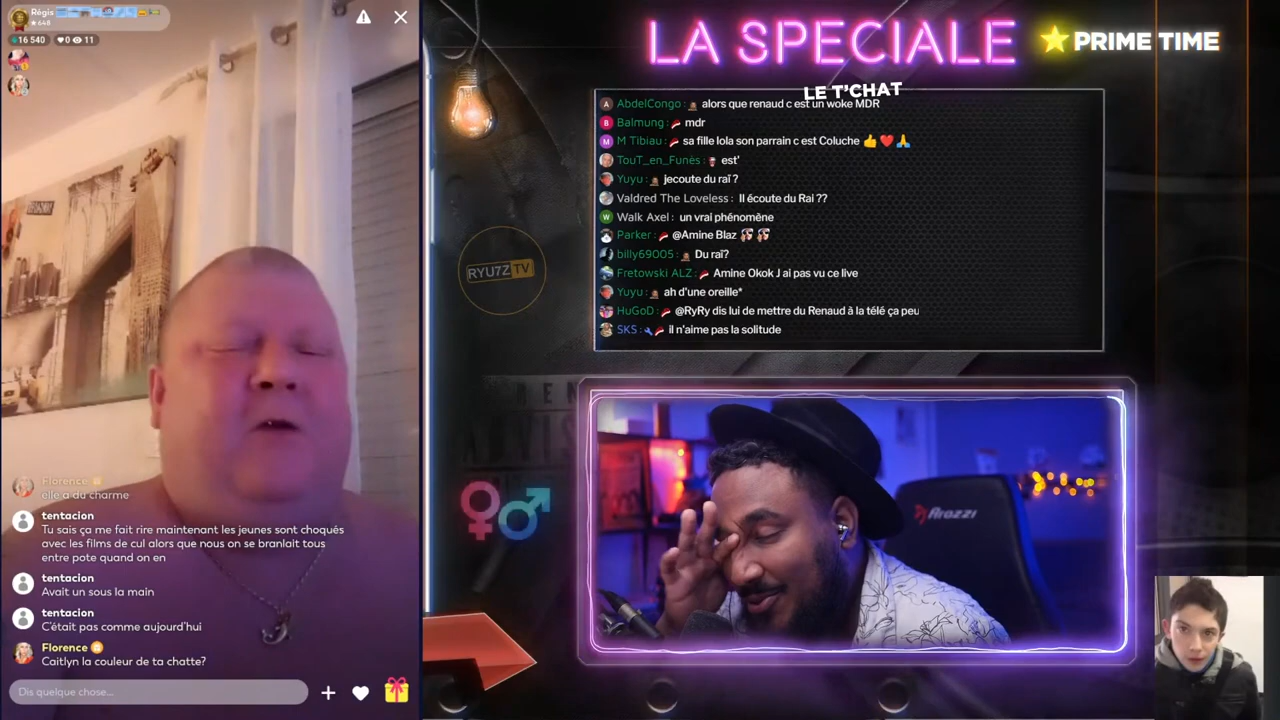 Régis
★ 648
16 540
0
11
BROADWAY
Florence
elle a du charme
tentacion
Tu sais ça me fait rire maintenant les jeunes sont choqués
avec les films de cul alors que nous on se branlait tous
entre pote quand on en
tentacion
Avait un sous la main
tentacion
C'était pas comme aujourd'hui
Florence
Caitlyn la couleur de ta chatte?
Dis quelque chose...
LA SPECIALE
PRIME TIME
LE T'CHAT
A AbdelCongo : alors que renaud c est un woke MDR
B Balmung : mdr
M M Tibiau : sa fille lola son parrain c est Coluche 👍 ❤️ 🙏
TouT_en_Funès : est'
Yuyu : jecoute du raï ?
Valdred The Loveless : Il écoute du Rai ??
W Walk Axel : un vrai phénomène
Parker : @Amine Blaz
billy69005 : Du raï?
Fretowski ALZ : Amine Okok J ai pas vu ce live
Yuyu : ah d'une oreille*
HuGoD : @RyRy dis lui de mettre du Renaud à la télé ça peu
SKS : il n'aime pas la solitude
RYU7Z TV
Arozzi